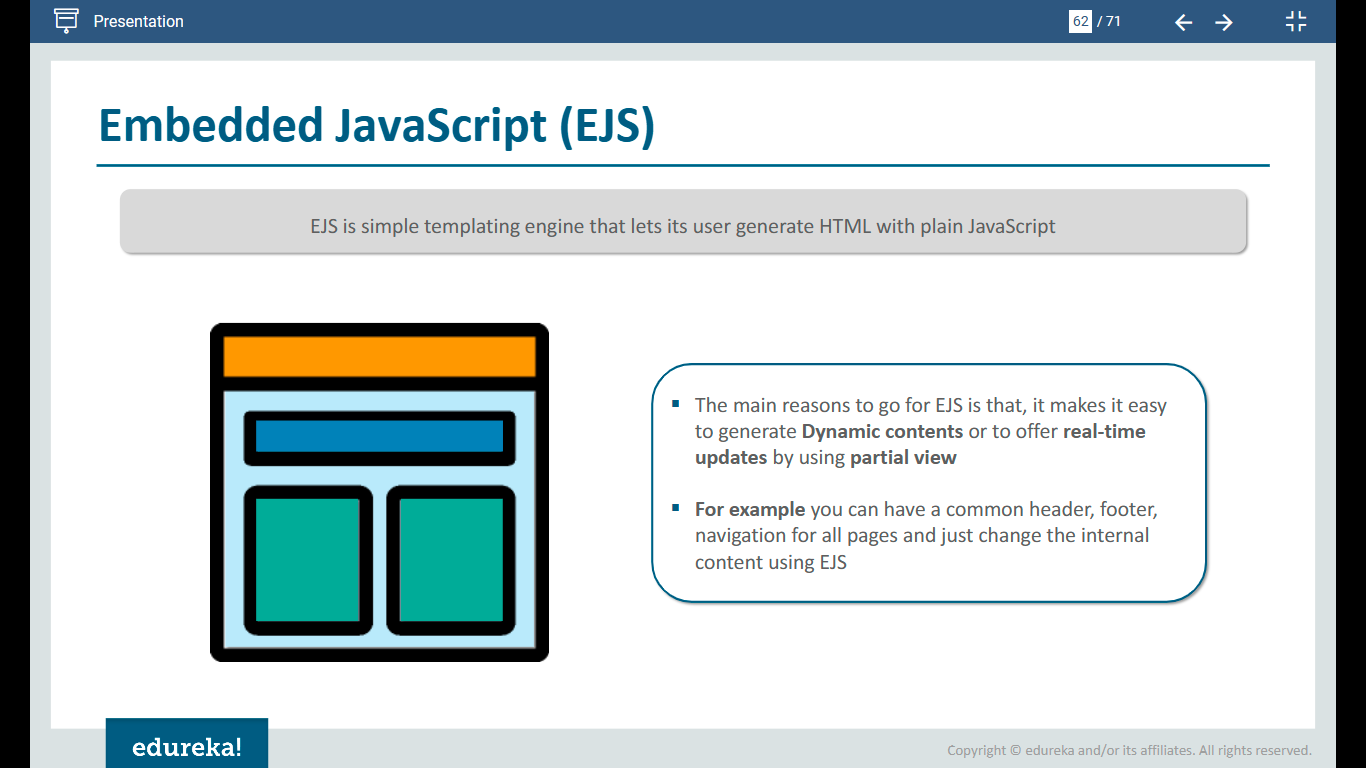 Presentation
62 / 71
Embedded JavaScript (EJS)
EJS is simple templating engine that lets its user generate HTML with plain JavaScript
▪ The main reasons to go for EJS is that, it makes it easy
to generate Dynamic contents or to offer real-time
updates by using partial view
▪ For example you can have a common header, footer,
navigation for all pages and just change the internal
content using EJS
edureka!
Copyright © edureka and/or its affiliates. All rights reserved.